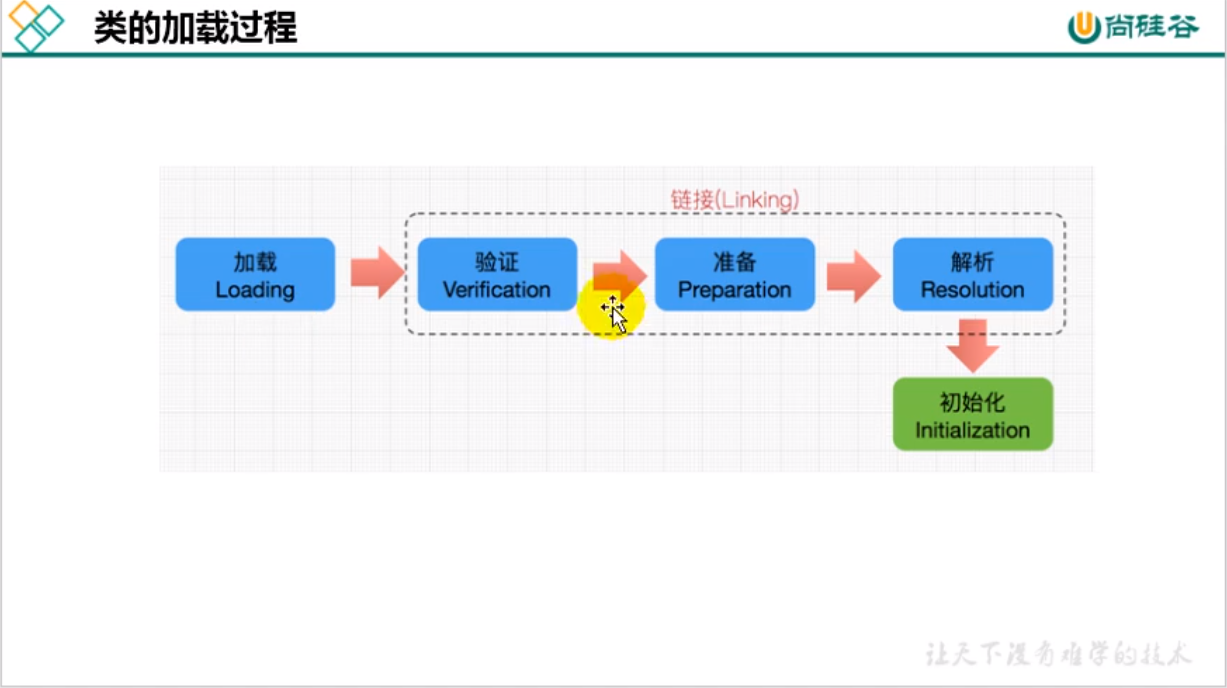 类的加载过程
尚硅谷
链接(Linking)
加载
Loading
验证
Verification
准备
Preparation
解析
Resolution
初始化
Initialization
让天下没有难学的技术